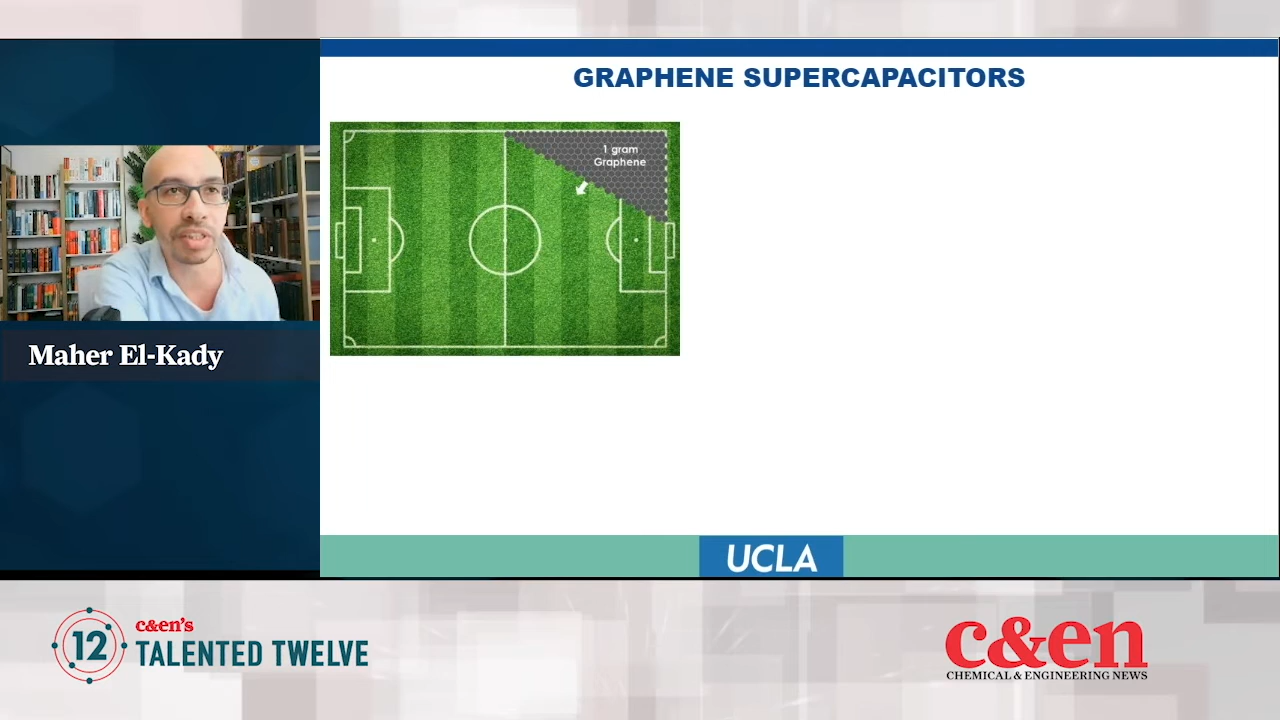 GRAPHENE SUPERCAPACITORS
1 gram
Graphene
Maher El-Kady
UCLA
12
c&en's
TALENTED TWELVE
c&en
CHEMICAL & ENGINEERING NEWS